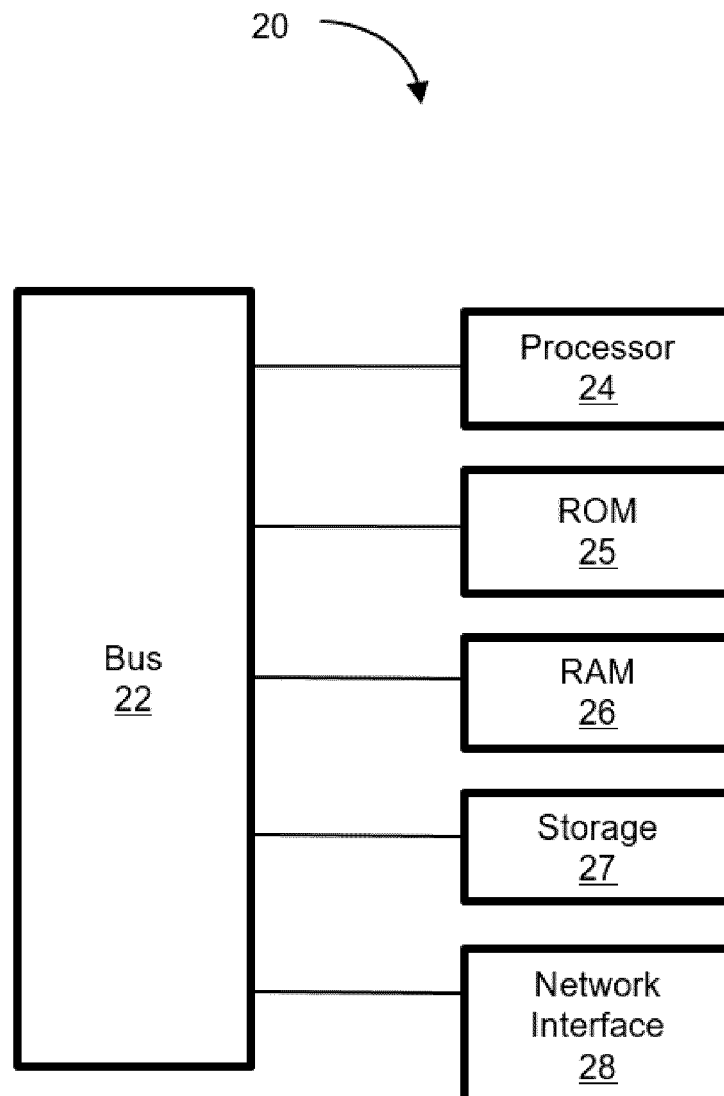 20
Processor
24
ROM
25
Bus
22
RAM
26
Storage
27
Network
Interface
28